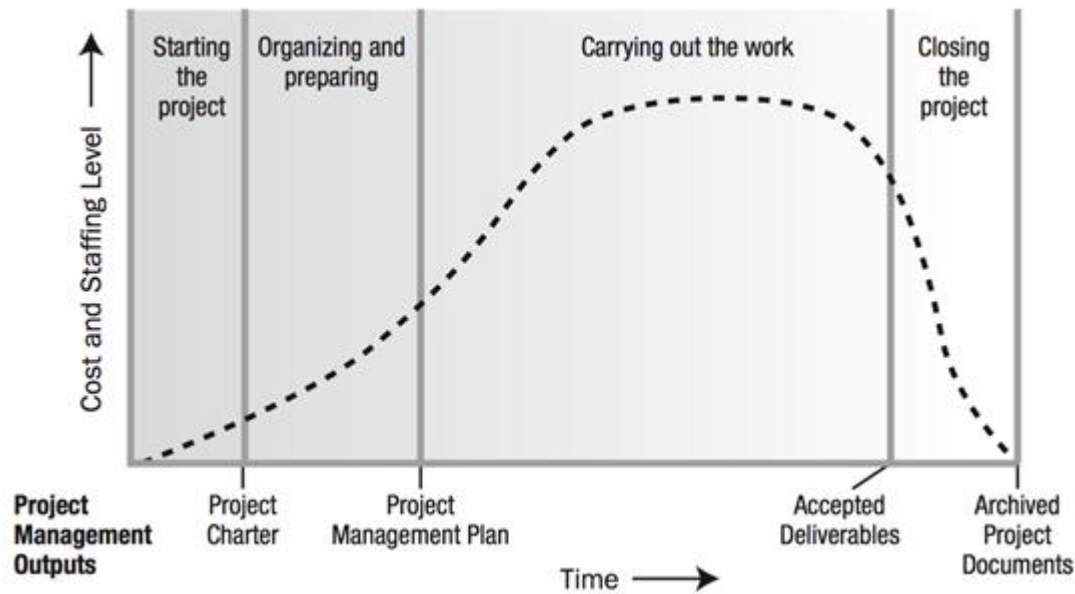 Starting
the
project
Organizing and
preparing
Carrying out the work
Closing
the
project
Cost and Staffing Level
Project
Management
Outputs
Project
Charter
Project
Management Plan
Accepted
Deliverables
Archived
Project
Documents
Time